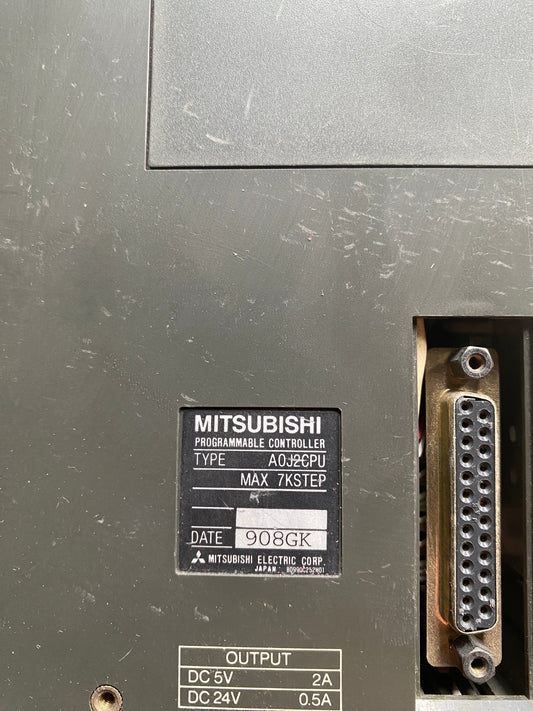 MITSUBISHI
PROGRAMMABLE CONTROLLER
TYPE A0J2CPU
MAX 7KSTEP
DATE 908GK
MITSUBISHI ELECTRIC CORP.
JAPAN
OUTPUT
DC 5V 2A
DC 24V 0.5A